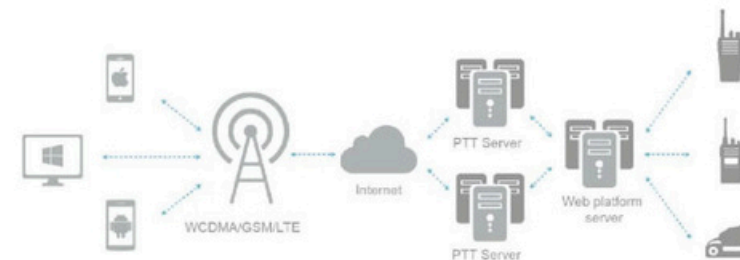 WCDMA/GSM/LTE
Internet
PTT Server
PTT Server
Web platform
server